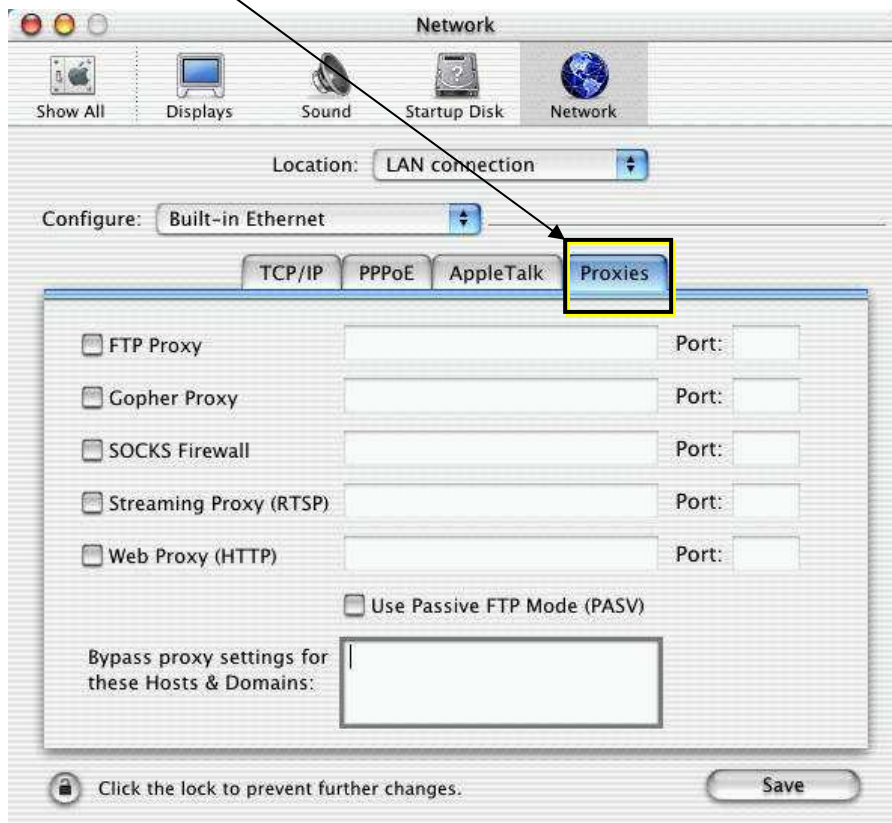 Network
Show All Displays Sound Startup Disk Network
Location: LAN connection
Configure: Built-in Ethernet
TCP/IP PPPoE AppleTalk Proxies
FTP Proxy Port:
Gopher Proxy Port:
SOCKS Firewall Port:
Streaming Proxy (RTSP) Port:
Web Proxy (HTTP) Port:
Use Passive FTP Mode (PASV)
Bypass proxy settings for
these Hosts & Domains:
Click the lock to prevent further changes. Save